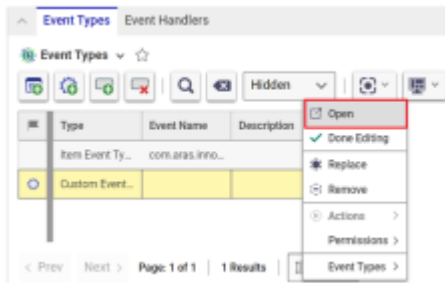 Event Types Event Handlers
Event Types
Hidden
Type Event Name Description
Item Event Ty... com.aras.inno...
Custom Event...
Open
Done Editing
Replace
Remove
Actions >
Permissions >
Event Types >
< Prev Next > Page: 1 of 1 1 Results